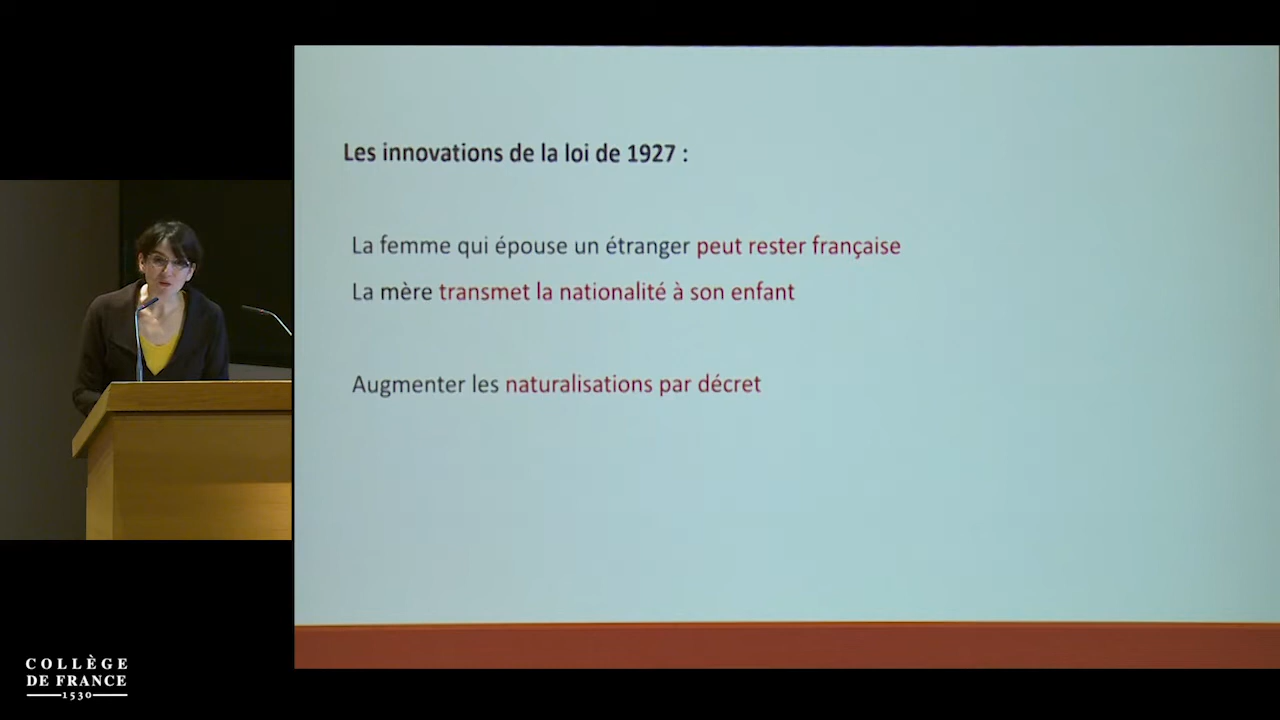 Les innovations de la loi de 1927 :
La femme qui épouse un étranger peut rester française
La mère transmet la nationalité à son enfant
Augmenter les naturalisations par décret
COLLÈGE
DE FRANCE
1530